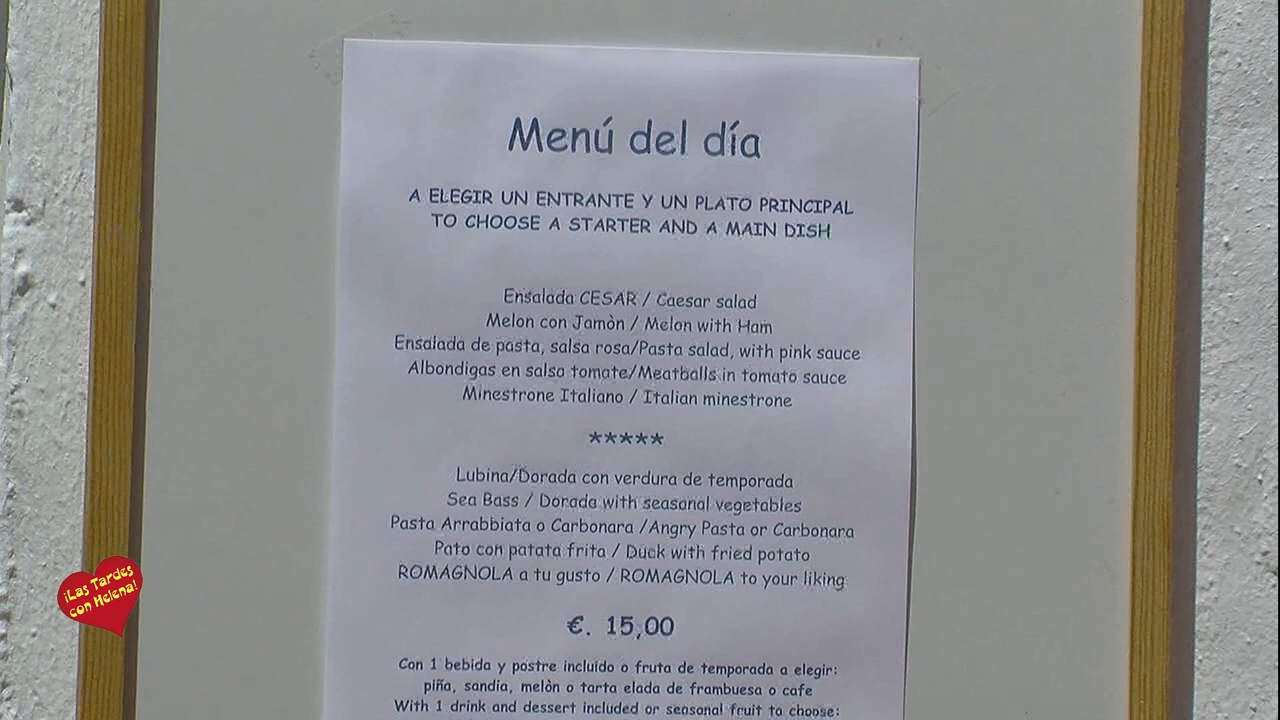 Menú del día
A ELEGIR UN ENTRANTE Y UN PLATO PRINCIPAL
TO CHOOSE A STARTER AND A MAIN DISH
Ensalada CESAR / Caesar salad
Melon con Jamòn / Melon with Ham
Ensalada de pasta, salsa rosa/Pasta salad, with pink sauce
Albondigas en salsa tomate/Meatballs in tomato sauce
Minestrone Italiano / Italian minestrone
*****
Lubina/Dorada con verdura de temporada
Sea Bass / Dorada with seasonal vegetables
Pasta Arrabbiata o Carbonara /Angry Pasta or Carbonara
Pato con patata frita / Duck with fried potato
ROMAGNOLA a tu gusto / ROMAGNOLA to your liking
€. 15,00
Con 1 bebida y postre incluido o fruta de temporada a elegir:
piña, sandia, melòn o tarta elada de frambuesa o cafe
With 1 drink and dessert included or seasonal fruit to choose:
¡Las Tardes
con Helena!